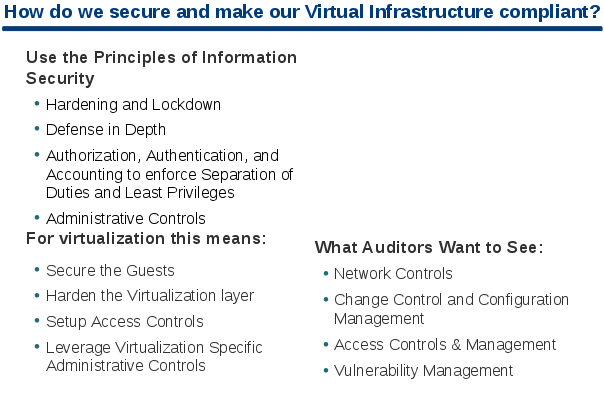 How do we secure and make our Virtual Infrastructure compliant?
Use the Principles of Information
Security
• Hardening and Lockdown
• Defense in Depth
• Authorization, Authentication, and
Accounting to enforce Separation of
Duties and Least Privileges
• Administrative Controls
For virtualization this means:
• Secure the Guests
• Harden the Virtualization layer
• Setup Access Controls
• Leverage Virtualization Specific
Administrative Controls
What Auditors Want to See:
• Network Controls
• Change Control and Configuration
Management
• Access Controls & Management
• Vulnerability Management